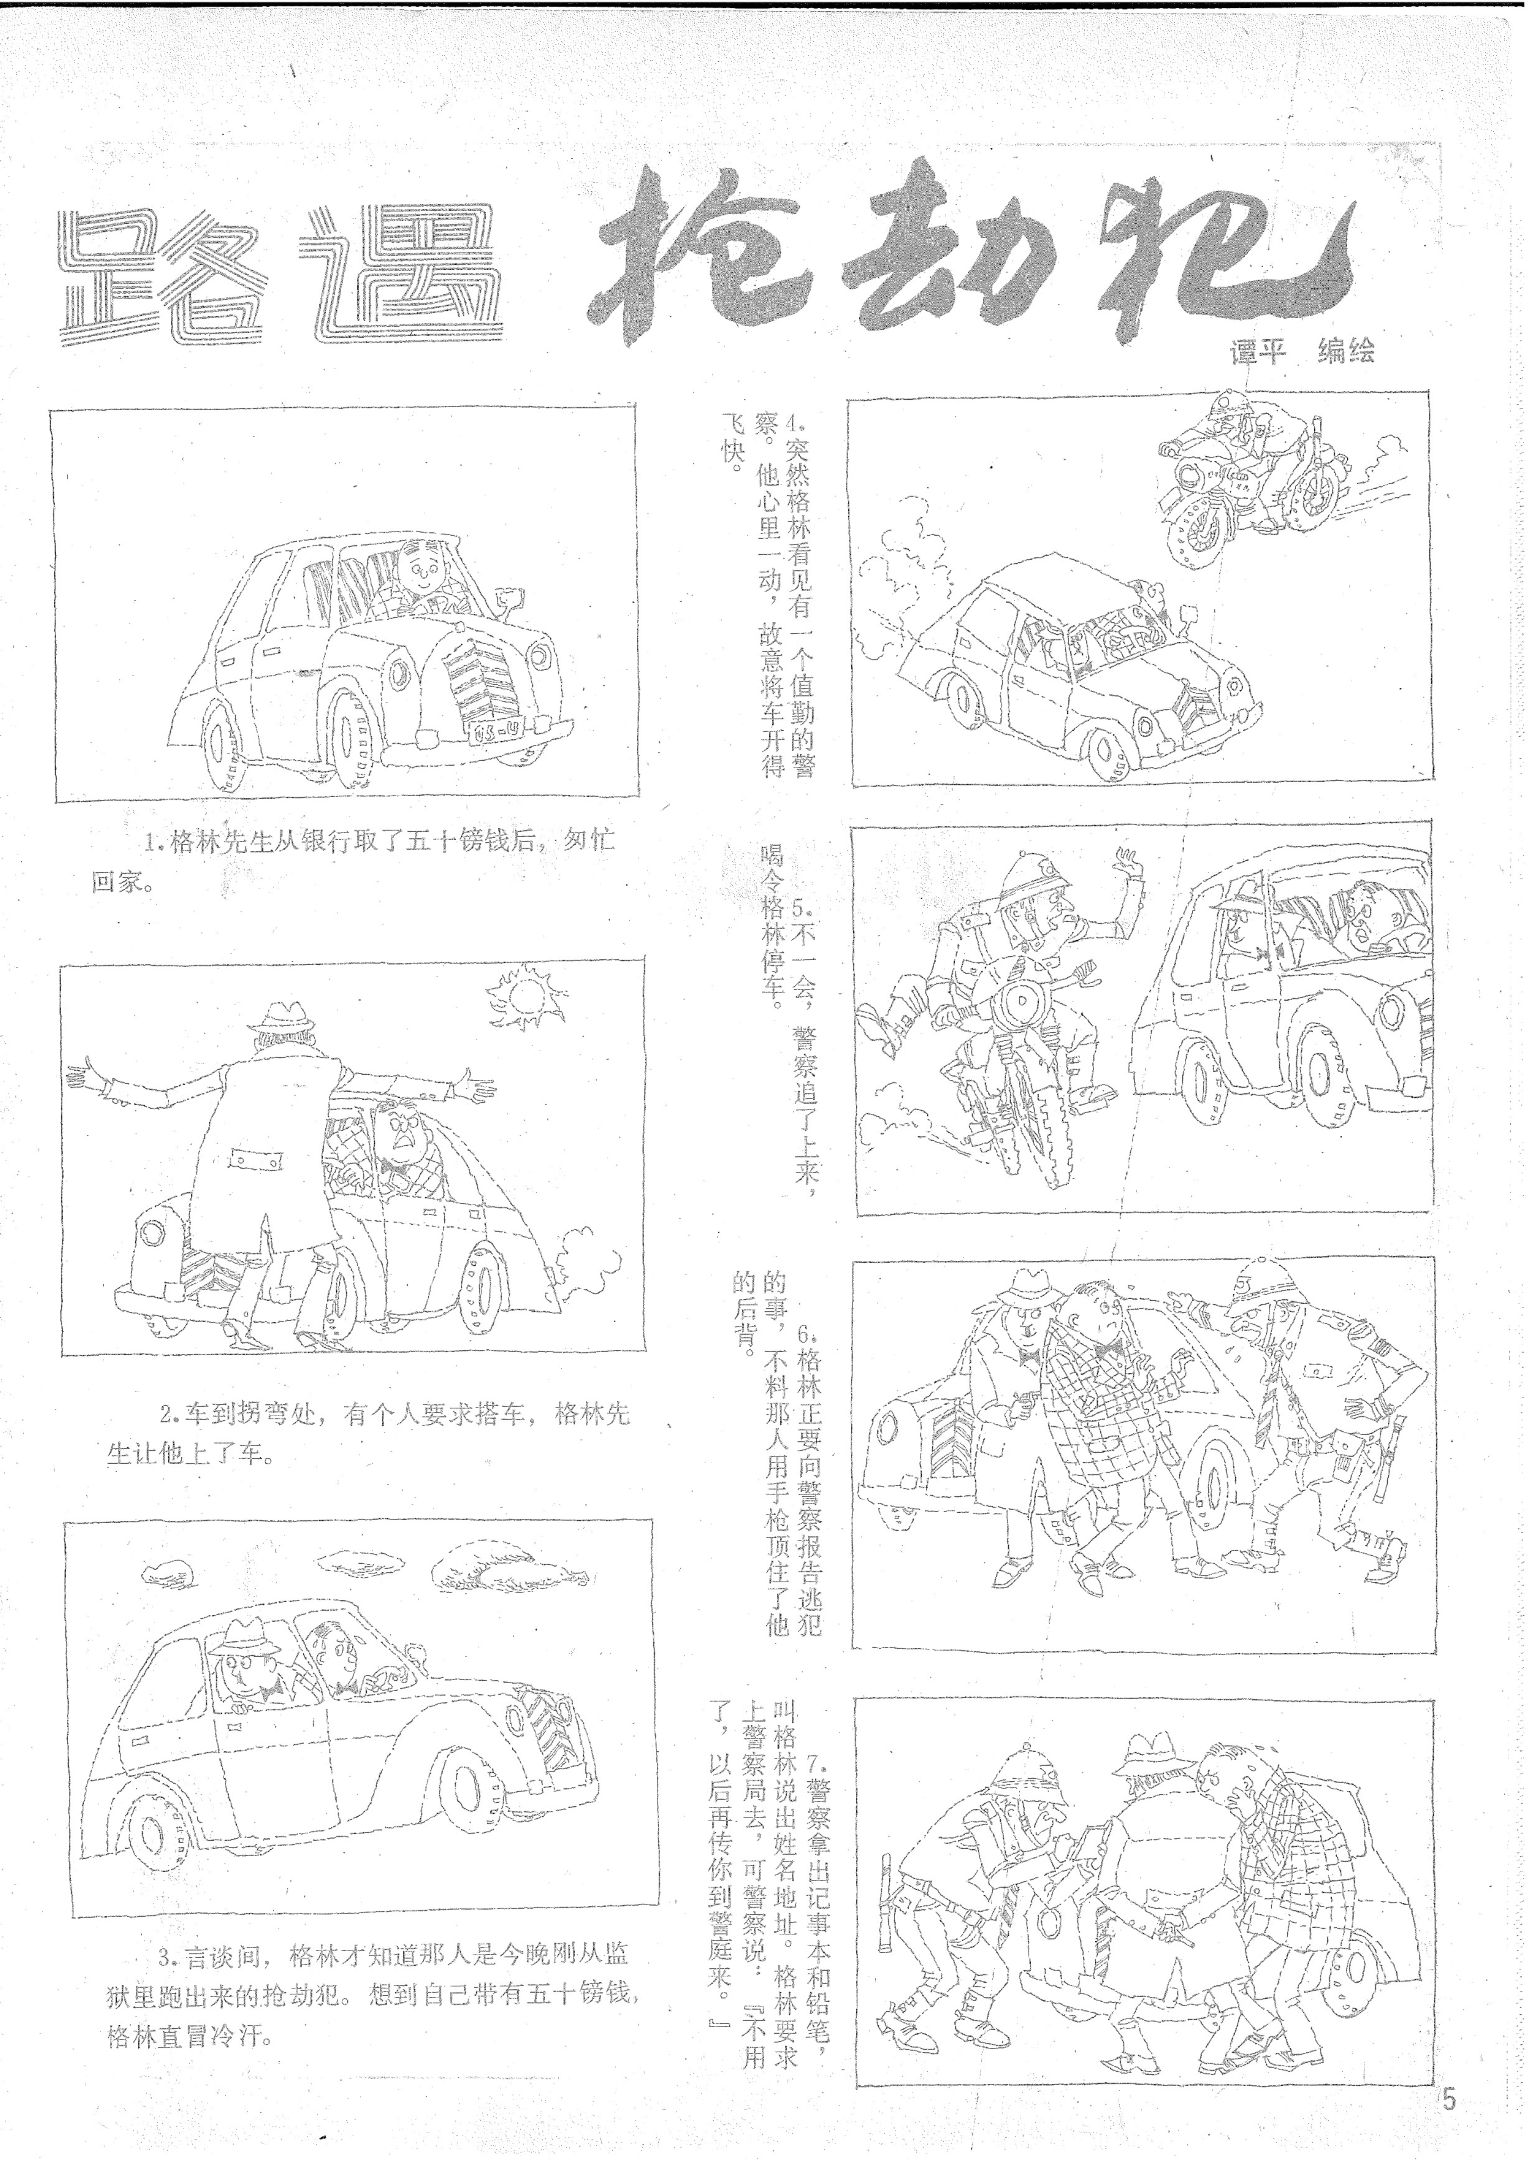 路遇抢劫犯
谭平 编绘
1.格林先生从银行取了五十镑钱后，匆忙
回家。
2.车到拐弯处，有个人要求搭车，格林先
生让他上了车。
3.言谈间，格林才知道那人是今晚刚从监
狱里跑出来的抢劫犯。想到自己带有五十镑钱，
格林直冒冷汗。
4.突然格林看见有一个值勤的警
察。他心里一动，故意将车开得
飞快。
5.不一会，警察追了上来，
喝令格林停车。
6.格林正要向警察报告逃犯
的事，不料那人用手枪顶住了他
的后背。
7.警察拿出记事本和铅笔，
叫格林说出姓名地址。格林要求
上警察局去，可警察说：『不用
了，以后再传你到警庭来。』
5